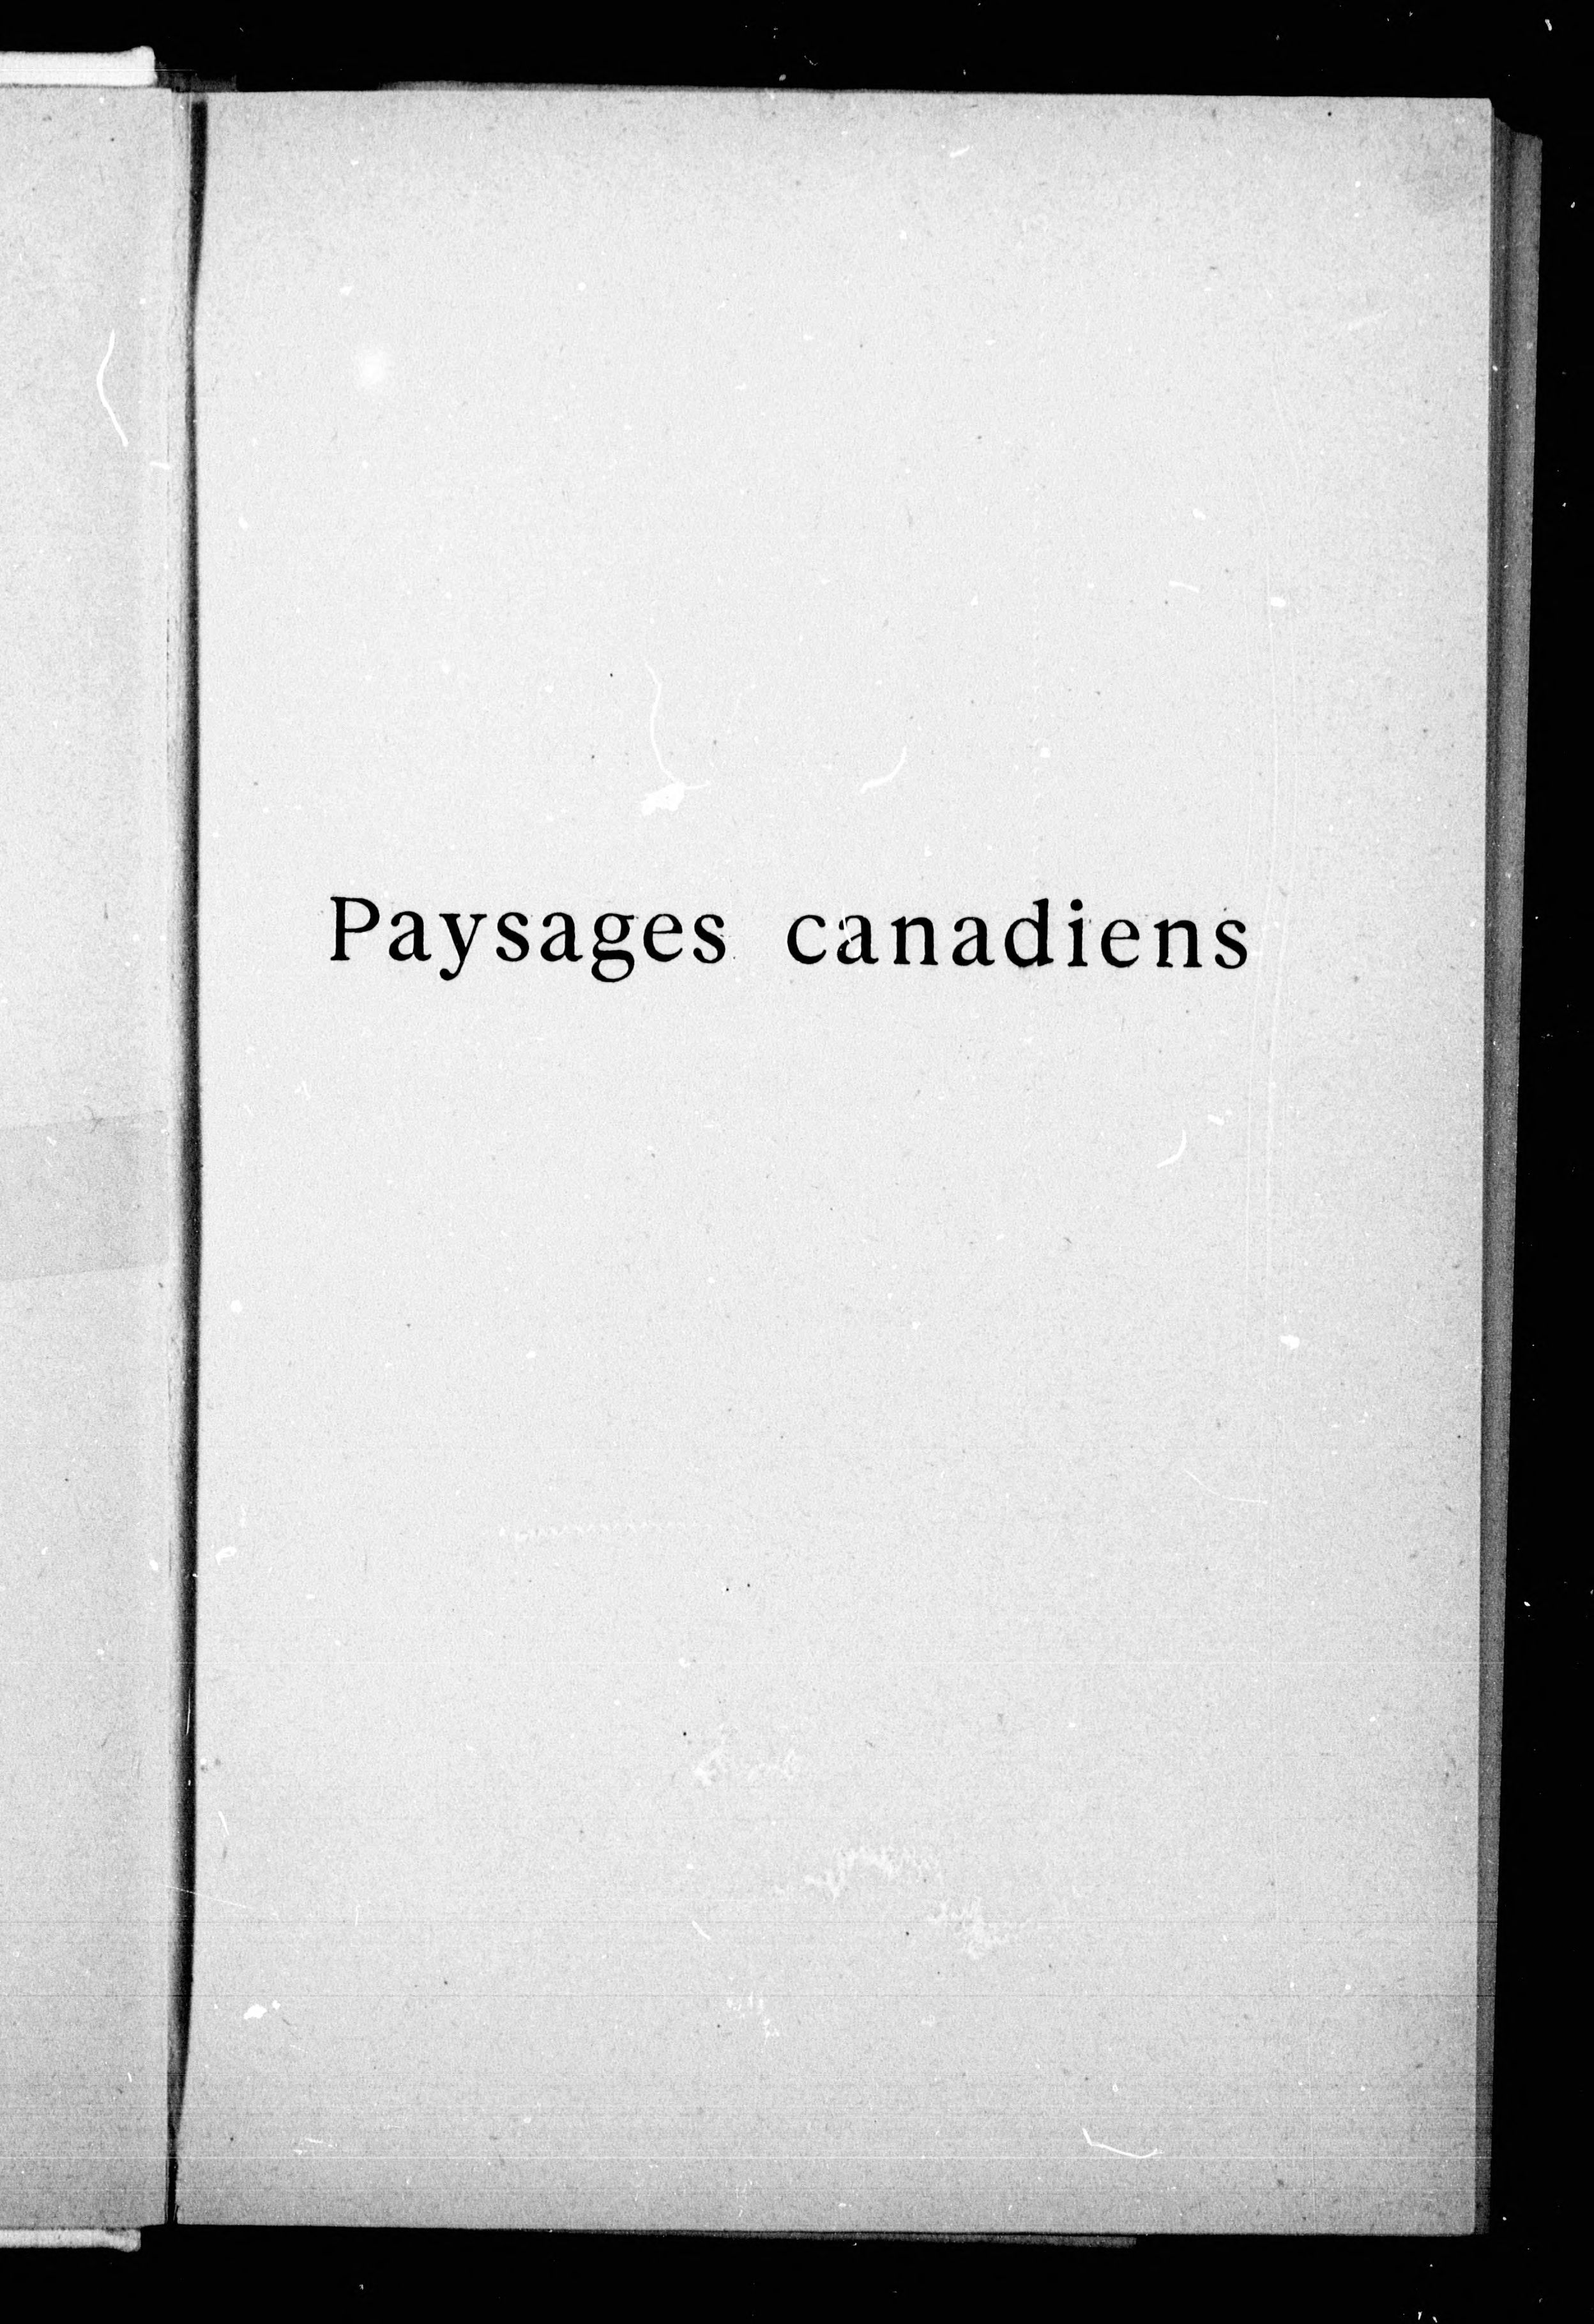 Paysages canadiens